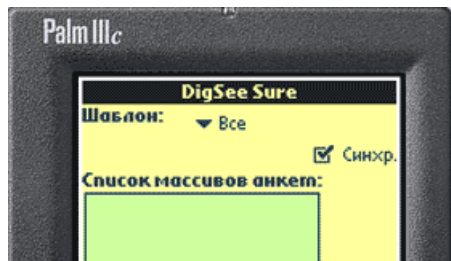 Palm IIIc
DigSee Sure
Шаблон: Все
Синхр.
Список массивов анкет: